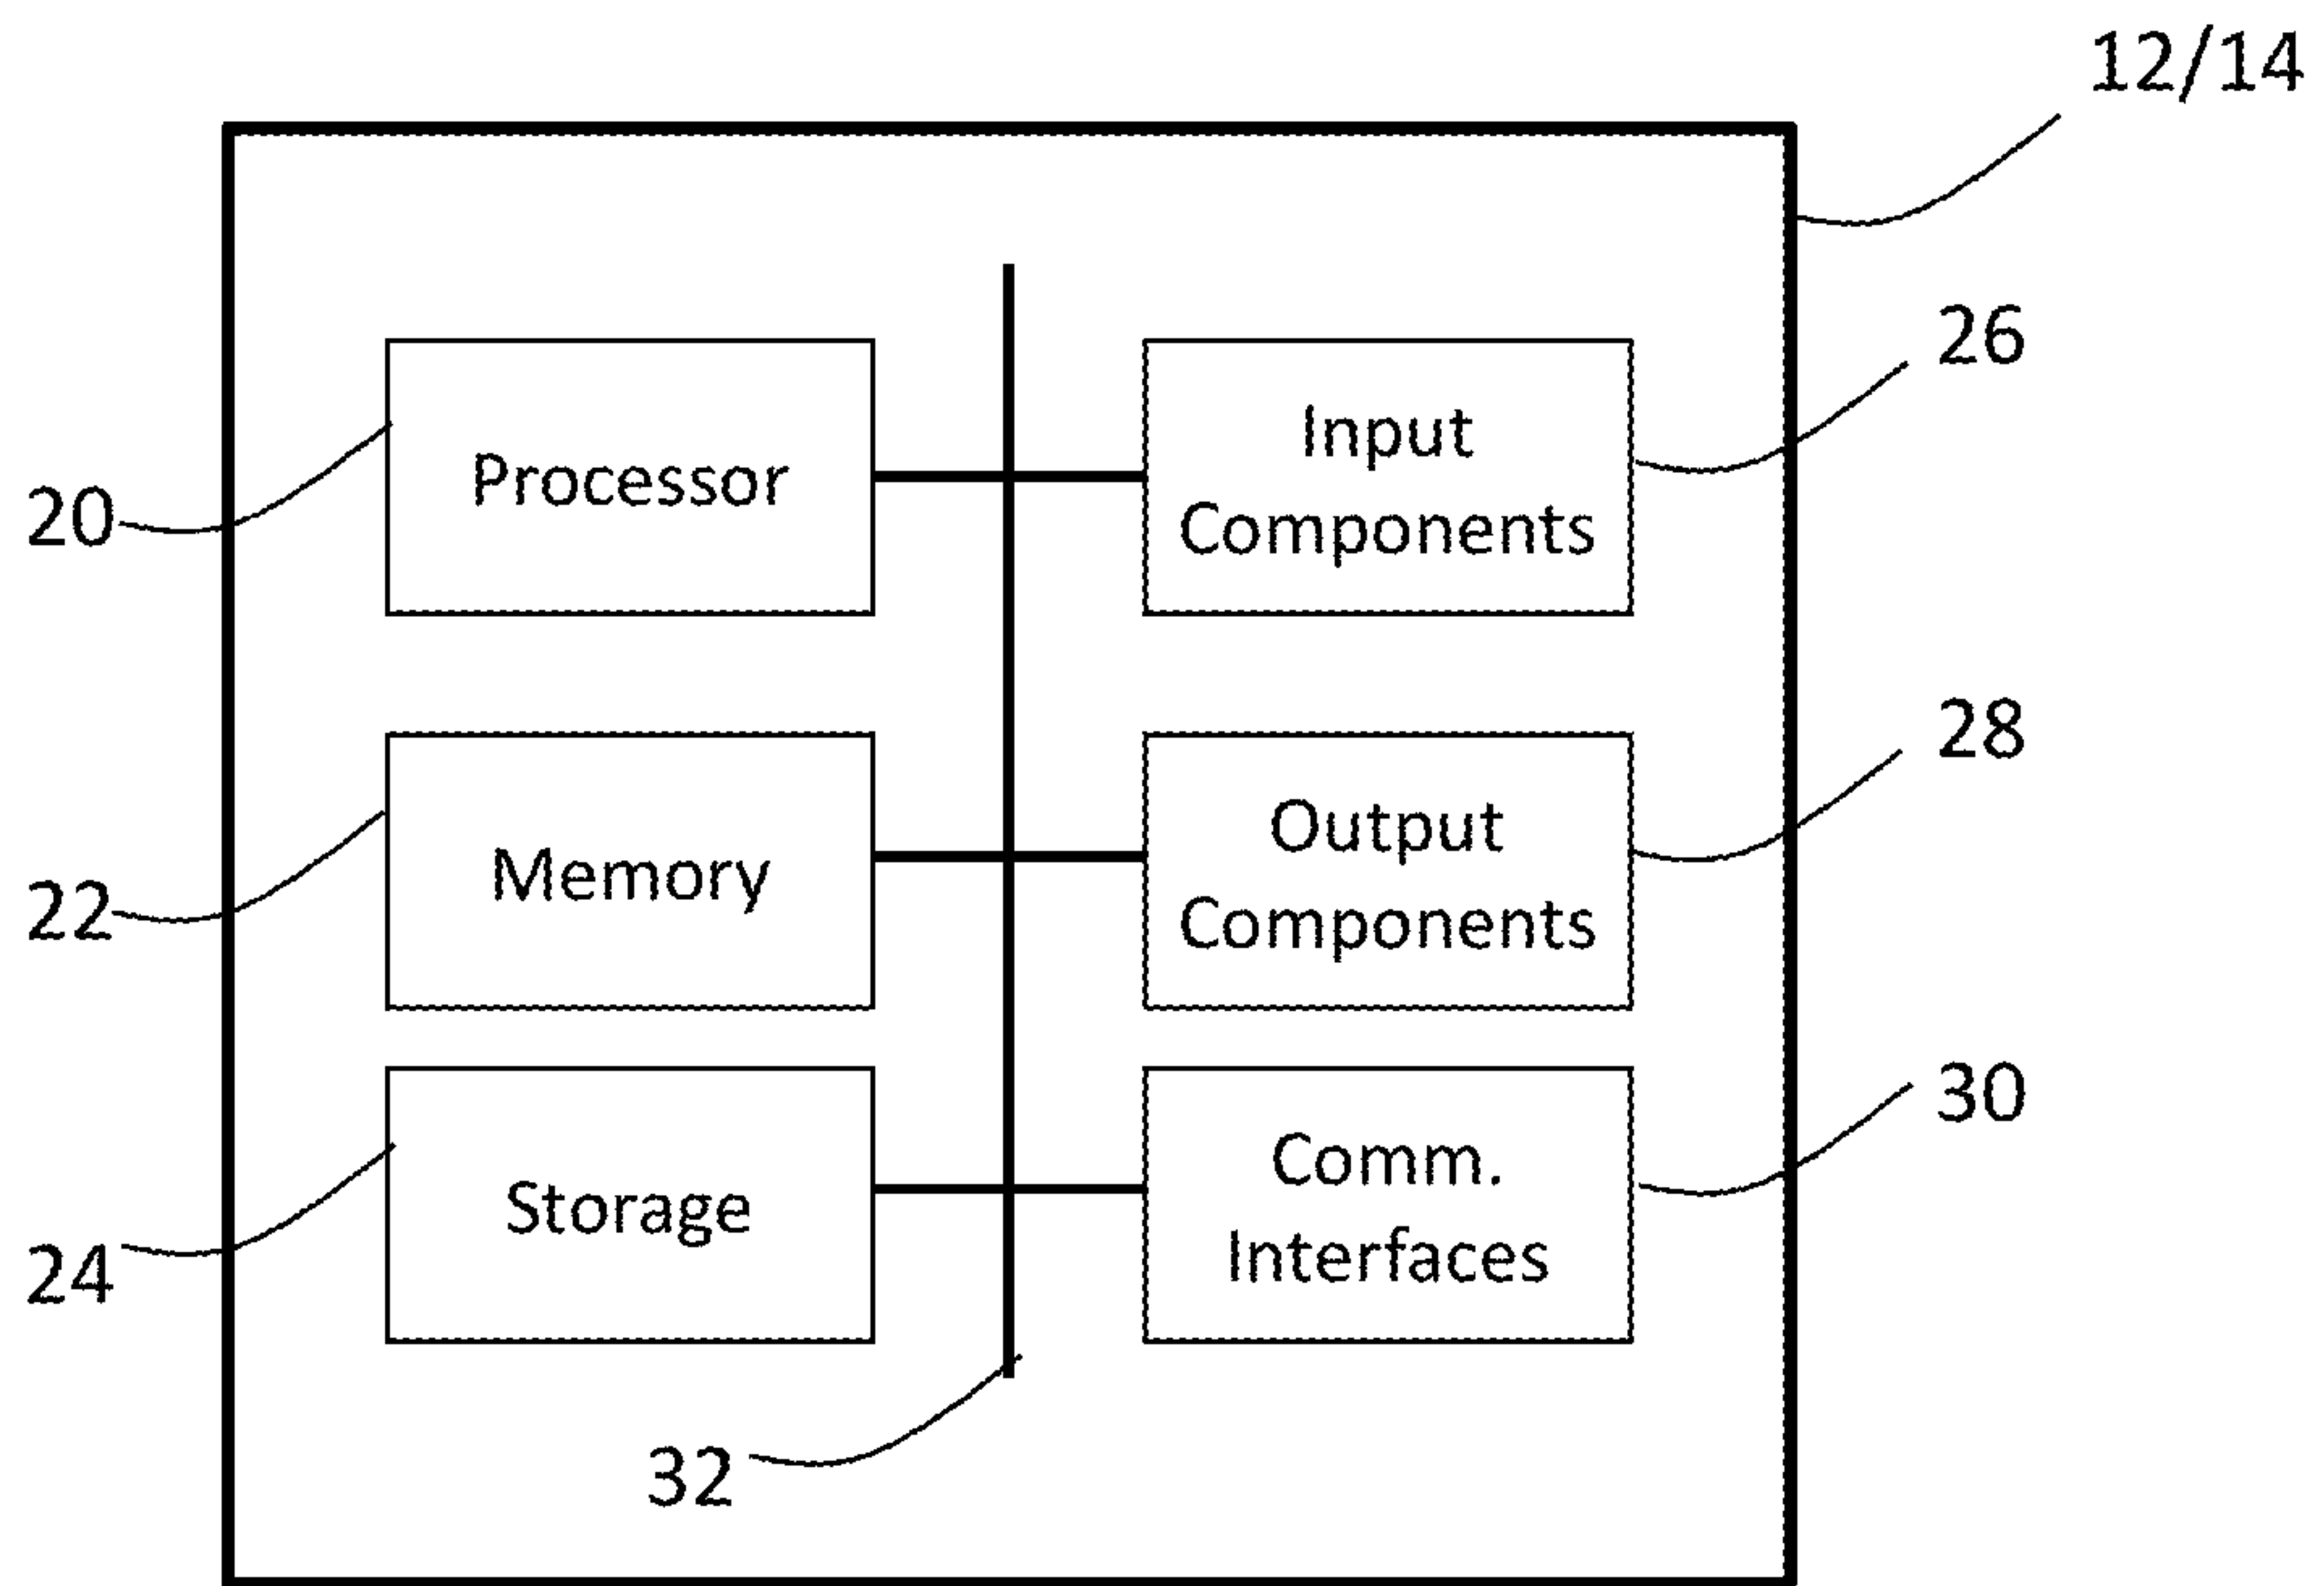 12/14
26
Input
Components
Processor
20
28
Output
Components
Memory
22
30
Comm.
Interfaces
Storage
24
32